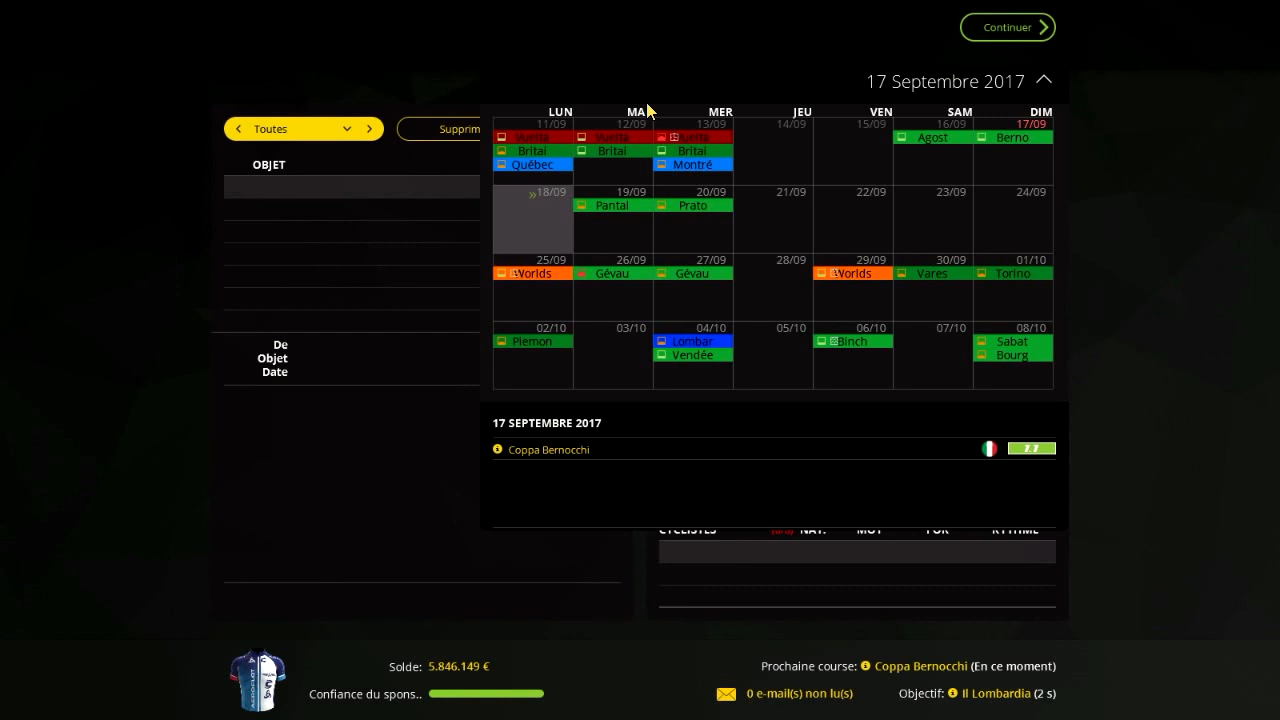 Continuer
17 Septembre 2017
Toutes
Supprim
OBJET
LUN MA MER JEU VEN SAM DIM
11/09 12/09 13/09 14/09 15/09 16/09 17/09
Vuelta Vuelta Vuelta Agost Berno
Britai Britai Britai
Québec Montré
» 18/09 19/09 20/09 21/09 22/09 23/09 24/09
Pantal Prato
25/09 26/09 27/09 28/09 29/09 30/09 01/10
Worlds Gévau Gévau Worlds Vares Torino
02/10 03/10 04/10 05/10 06/10 07/10 08/10
Piemon Lombar Binch Sabat
Vendée Bourg
De
Objet
Date
17 SEPTEMBRE 2017
Coppa Bernocchi
CYCLISTES NAT. RYTHME
Solde: 5.846.149 €
Confiance du spons..
Prochaine course: Coppa Bernocchi (En ce moment)
0 e-mail(s) non lu(s)
Objectif: Il Lombardia (2 s)